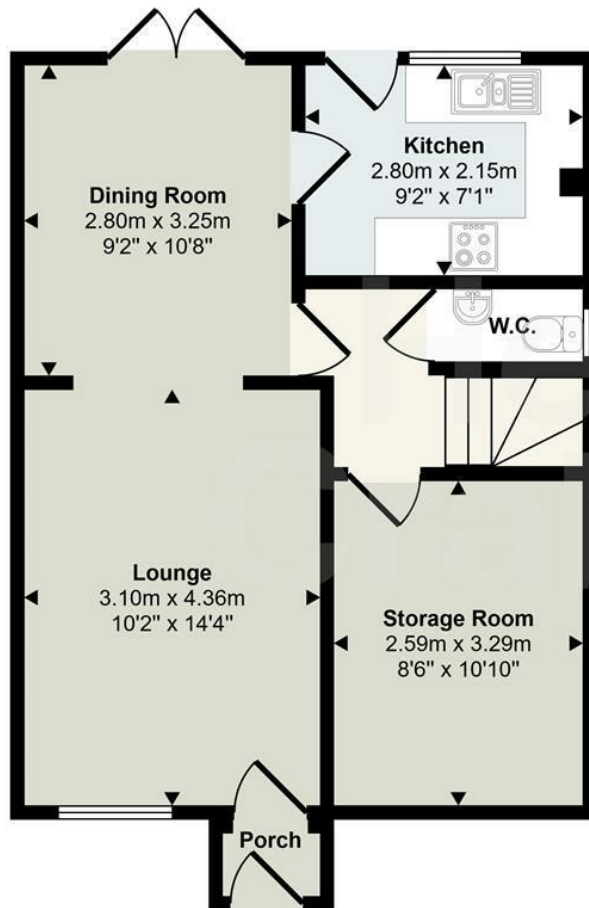 Dining Room
2.80m x 3.25m
9'2" x 10'8"
Kitchen
2.80m x 2.15m
9'2" x 7'1"
W.C.
Lounge
3.10m x 4.36m
10'2" x 14'4"
Storage Room
2.59m x 3.29m
8'6" x 10'10"
Porch